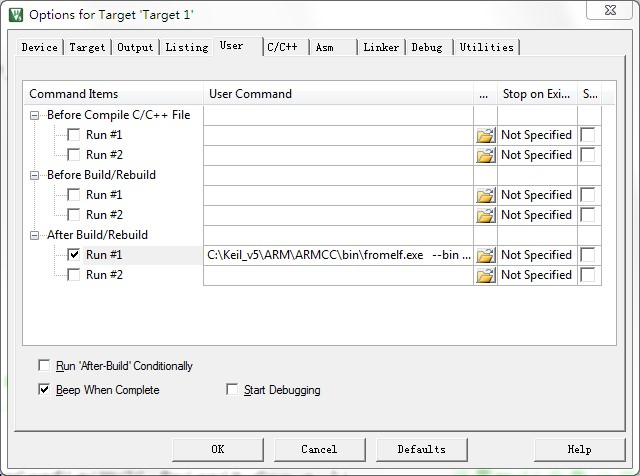 Options for Target 'Target 1'
Device Target Output Listing User C/C++ Asm Linker Debug Utilities
Command Items User Command ... Stop on Exi... S...
Before Compile C/C++ File
Run #1 Not Specified
Run #2 Not Specified
Before Build/Rebuild
Run #1 Not Specified
Run #2 Not Specified
After Build/Rebuild
Run #1 C:\Keil_v5\ARM\ARMCC\bin\fromelf.exe --bin ... Not Specified
Run #2 Not Specified
Run 'After-Build' Conditionally
Beep When Complete Start Debugging
OK Cancel Defaults Help